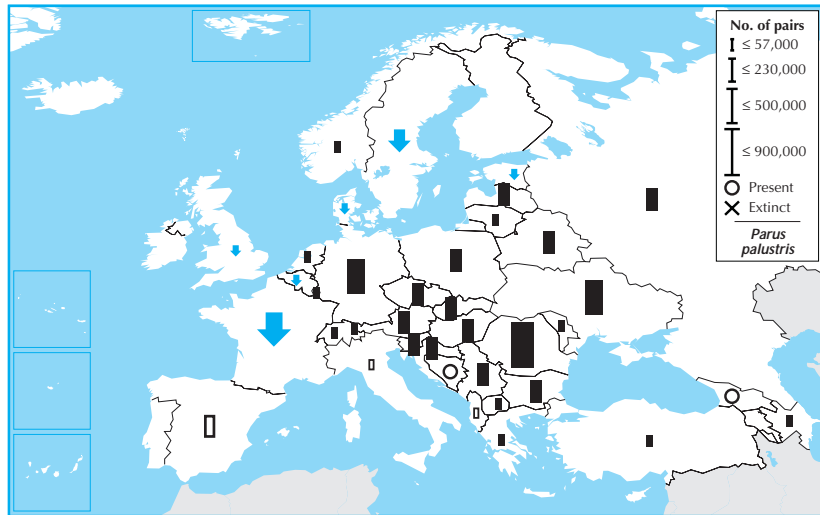 No. of pairs
≤ 57,000
≤ 230,000
≤ 500,000
≤ 900,000
Present
Extinct
Parus
palustris